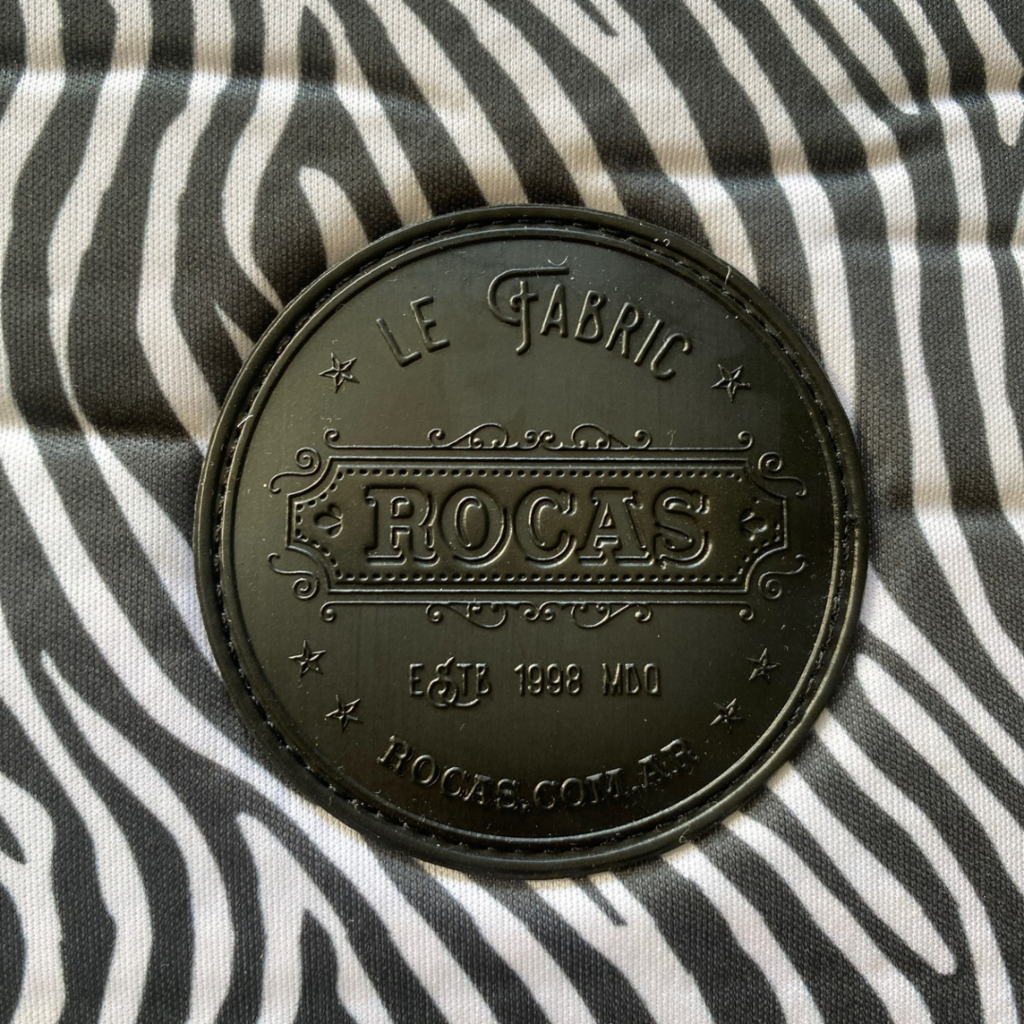 LE FABRIC
ROCAS
ESTB 1998 MDQ
ROCAS.COM.AR